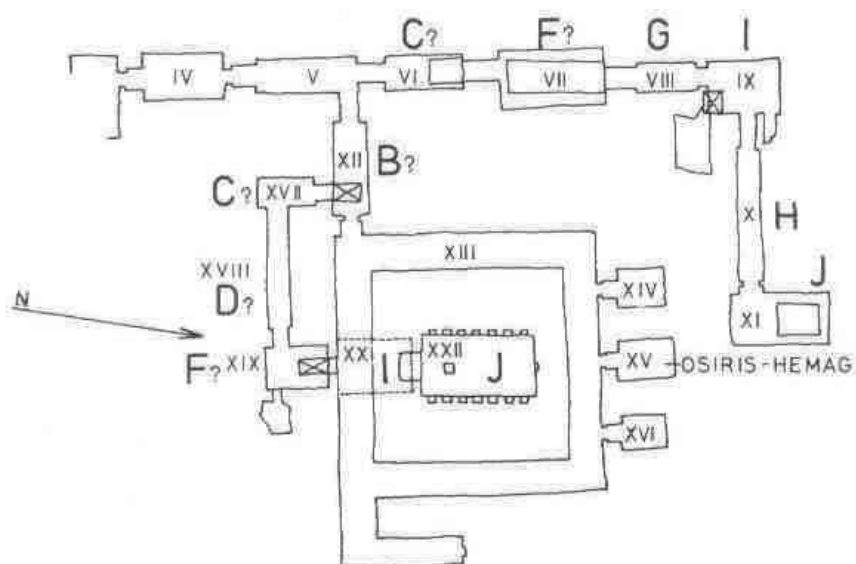 C? F? G I
IV V VI VII VIII IX
XII B?
C? XVII
X H
XIII
XVIII
D?
XIV
J
XI
N
F? XIX XX I XXII J XV OSIRIS-HEMAG
XVI